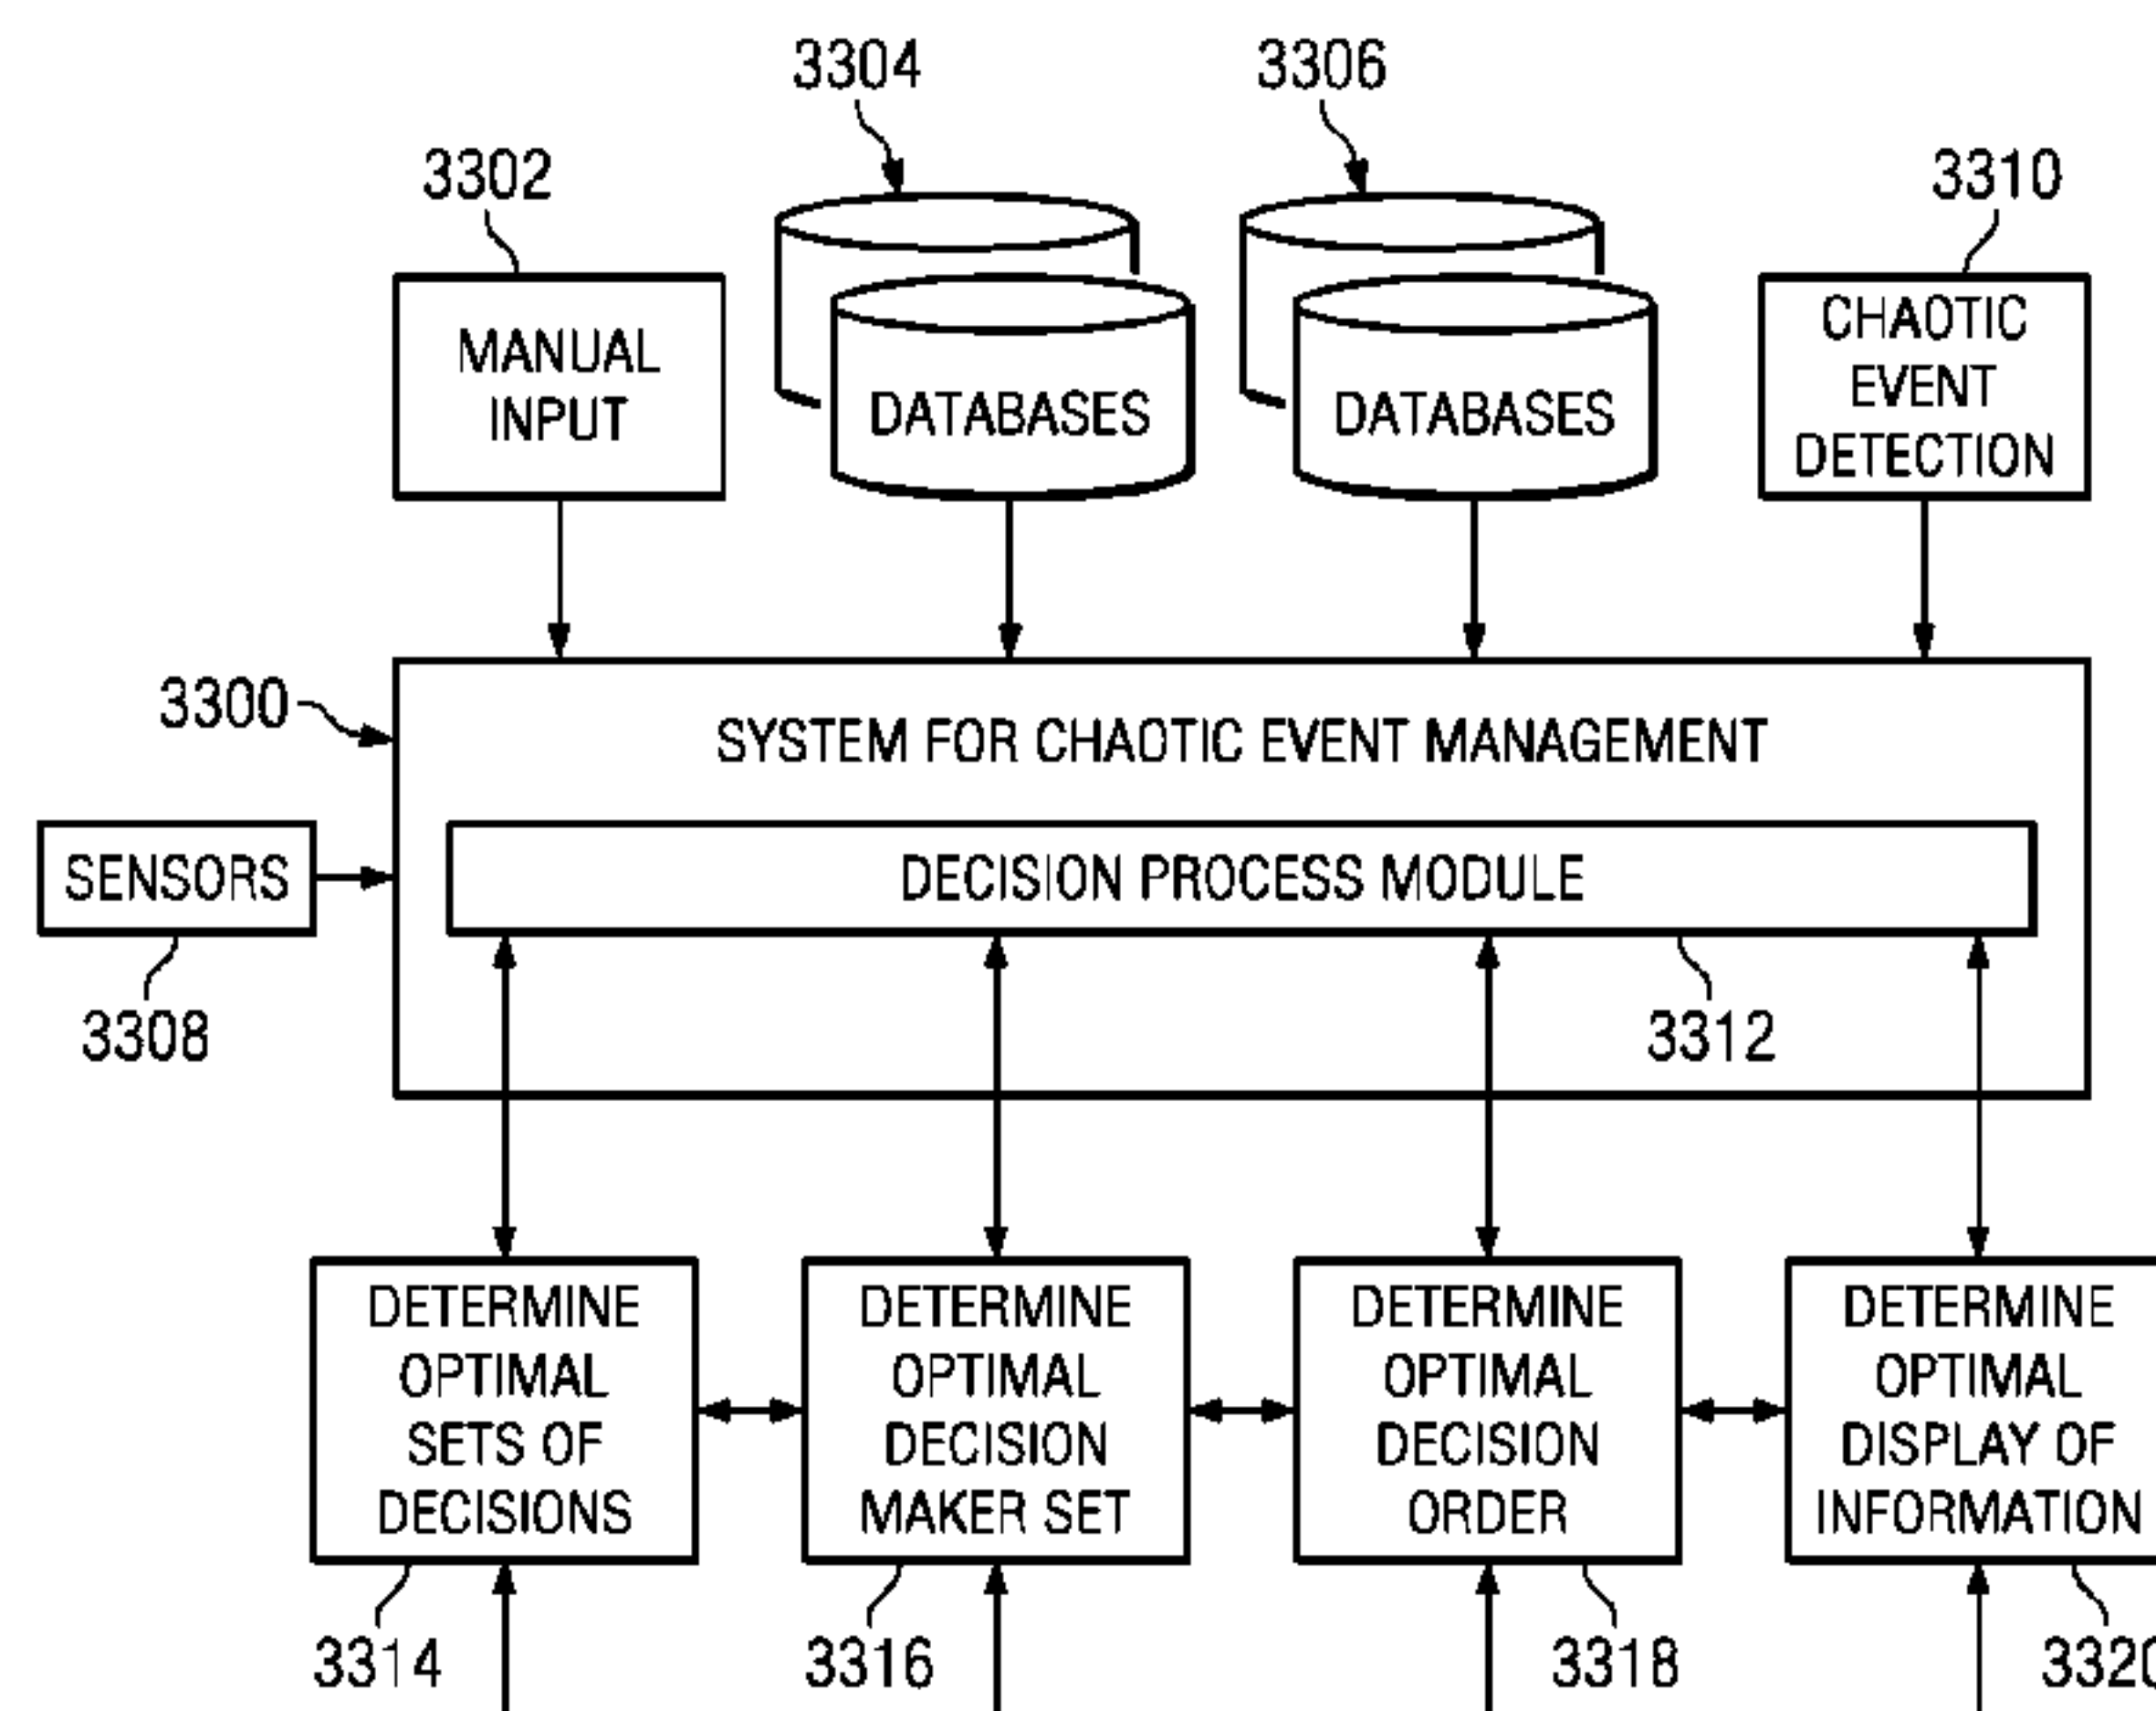 3304
3306
3302
3310
MANUAL
INPUT
DATABASES
DATABASES
CHAOTIC
EVENT
DETECTION
3300
SYSTEM FOR CHAOTIC EVENT MANAGEMENT
SENSORS
DECISION PROCESS MODULE
3308
3312
DETERMINE
OPTIMAL
SETS OF
DECISIONS
DETERMINE
OPTIMAL
DECISION
MAKER SET
DETERMINE
OPTIMAL
DECISION
ORDER
DETERMINE
OPTIMAL
DISPLAY OF
INFORMATION
3314
3316
3318
3320